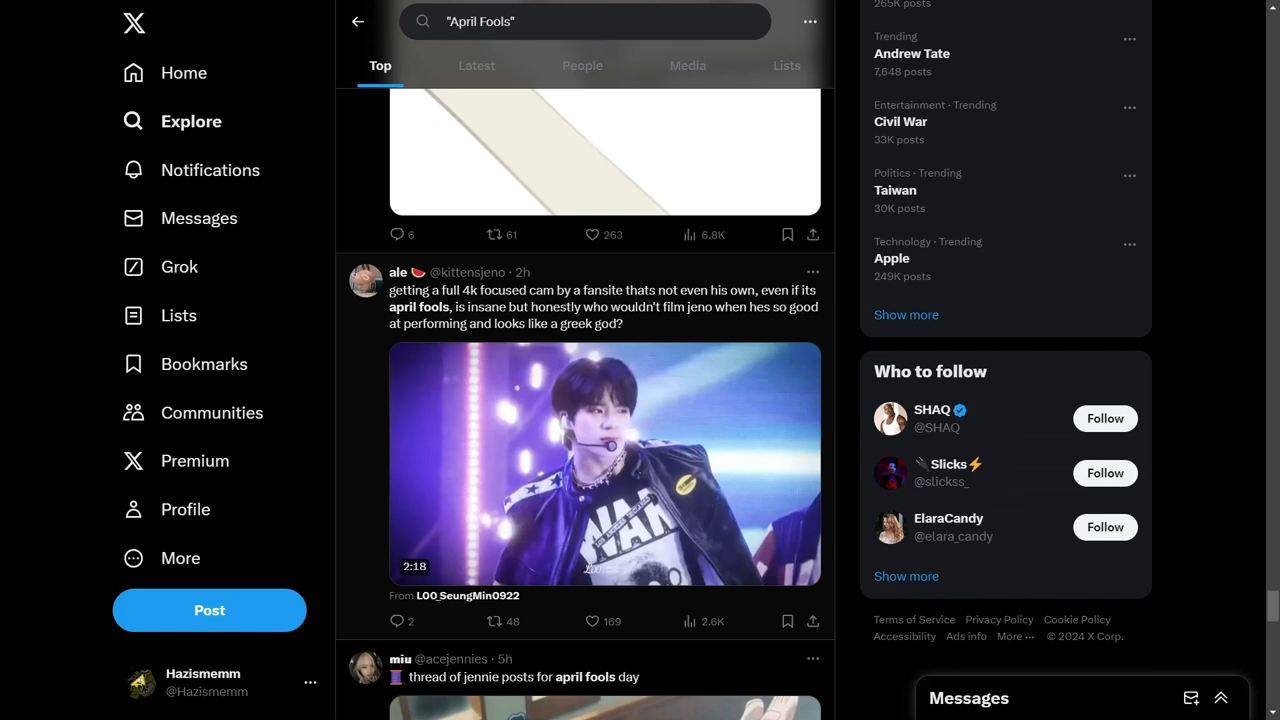 "April Fools"
Top
Latest
People
Media
Lists
Home
Explore
Notifications
Messages
Grok
Lists
Bookmarks
Communities
Premium
Profile
More
Post
Hazismemm
@Hazismemm
6
61
263
6.8K
ale 🍉 @kittensjeno · 2h
getting a full 4k focused cam by a fansite thats not even his own, even if its
april fools, is insane but honestly who wouldn't film jeno when hes so good
at performing and looks like a greek god?
2:18
From L00_SeungMin0922
2
48
169
2.6K
miu @acejennies · 5h
🧵 thread of jennie posts for april fools day
265K posts
Trending
Andrew Tate
7,648 posts
Entertainment · Trending
Civil War
33K posts
Politics · Trending
Taiwan
30K posts
Technology · Trending
Apple
249K posts
Show more
Who to follow
SHAQ
@SHAQ
Follow
🔌Slicks⚡
@slickss_
Follow
ElaraCandy
@elara_candy
Follow
Show more
Terms of Service Privacy Policy Cookie Policy
Accessibility Ads info More ··· © 2024 X Corp.
Messages